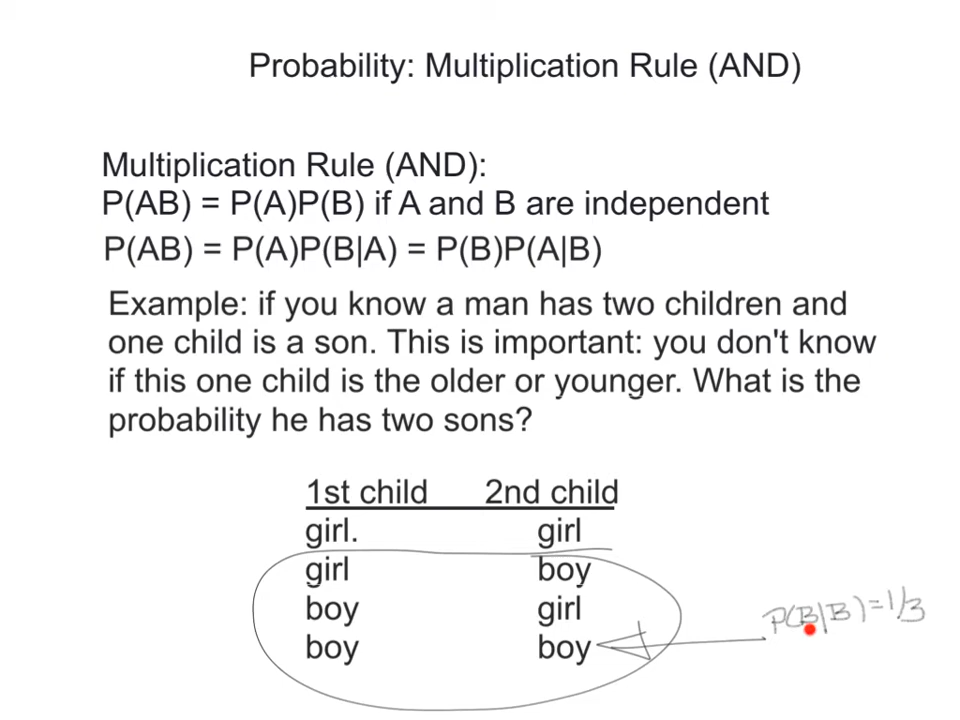 Probability: Multiplication Rule (AND)
Multiplication Rule (AND):
P(AB) = P(A)P(B) if A and B are independent
P(AB) = P(A)P(B|A) = P(B)P(A|B)
Example: if you know a man has two children and
one child is a son. This is important: you don't know
if this one child is the older or younger. What is the
probability he has two sons?
1st child 2nd child
girl. girl
girl boy
boy girl
boy boy
P(B|B)=1/3